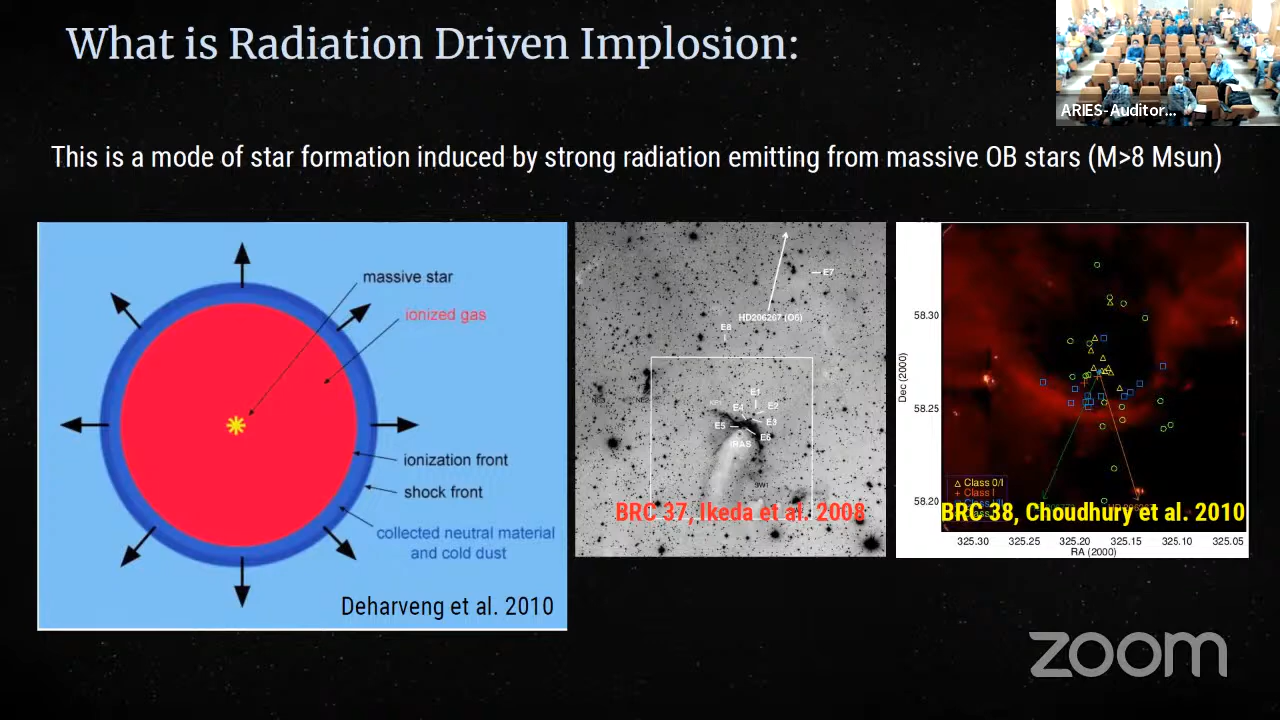 What is Radiation Driven Implosion:
ARIES-Auditor...
This is a mode of star formation induced by strong radiation emitting from massive OB stars (M>8 Msun)
massive star
ionized gas
ionization front
shock front
collected neutral material
and cold dust
Deharveng et al. 2010
E7
HD206267 (O6)
E8
E1
E4
E2
E3
E5
E6
IRAS
BRC 37, Ikeda et al. 2008
58.30
58.25
58.20
Dec (2000)
Class 0/I
Class I
BRC 38, Choudhury et al. 2010
325.30
325.25
325.20
325.15
325.10
325.05
RA (2000)
zoom